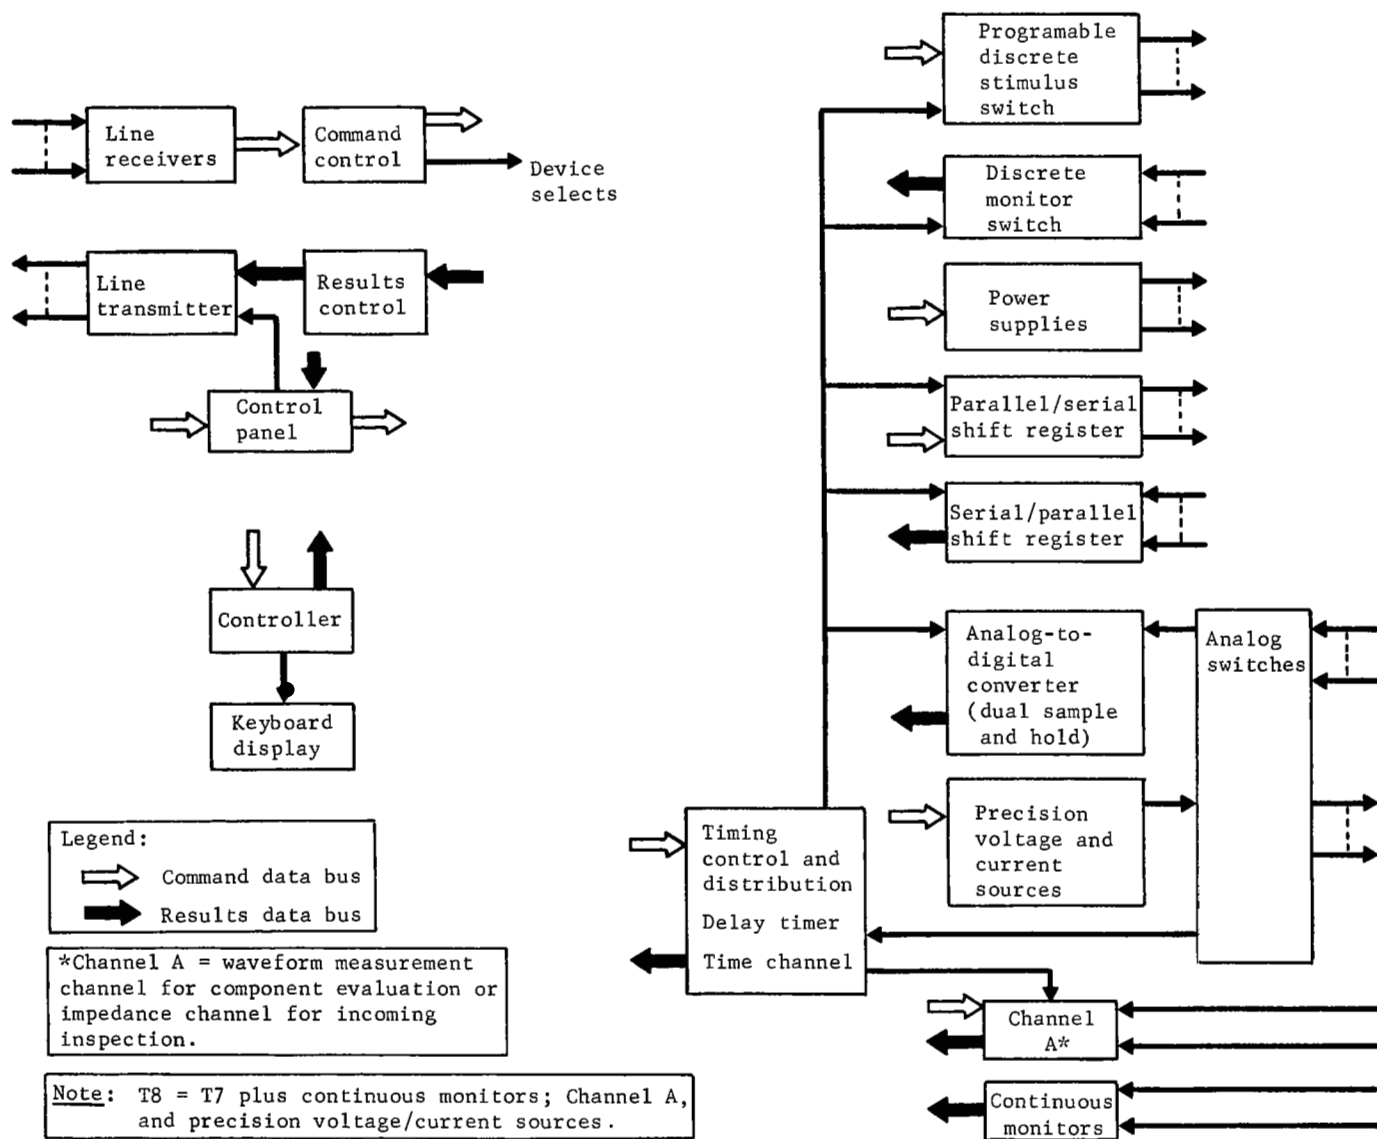 Line
receivers
Command
control
Device
selects
Line
transmitter
Results
control
Control
panel
Controller
Keyboard
display
Legend:
Command data bus
Results data bus
*Channel A = waveform measurement
channel for component evaluation or
impedance channel for incoming
inspection.
Note: T8 = T7 plus continuous monitors; Channel A,
and precision voltage/current sources.
Programable
discrete
stimulus
switch
Discrete
monitor
switch
Power
supplies
Parallel/serial
shift register
Serial/parallel
shift register
Analog-to-
digital
converter
(dual sample
and hold)
Analog
switches
Precision
voltage and
current
sources
Timing
control and
distribution
Delay timer
Time channel
Channel
A*
Continuous
monitors